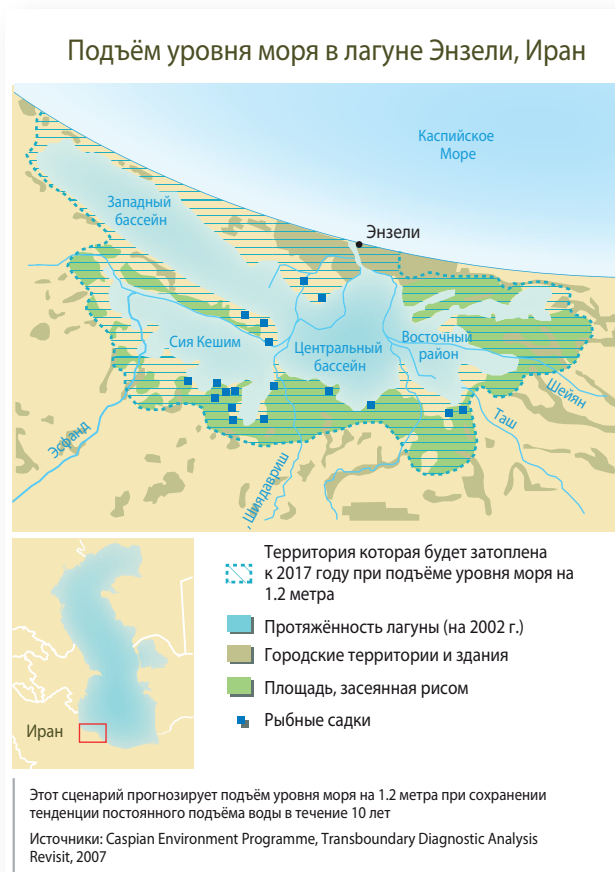 Подъём уровня моря в лагуне Энзели, Иран
Каспийское
Море
Западный
бассейн
Энзели
Сия Кешим
Центральный
бассейн
Восточный
район
Шейян
Таш
Эсфанд
Шиядавриш
Территория которая будет затоплена
к 2017 году при подъёме уровня моря на
1.2 метра
Протяжённость лагуны (на 2002 г.)
Городские территории и здания
Площадь, засеянная рисом
Рыбные садки
Иран
Этот сценарий прогнозирует подъём уровня моря на 1.2 метра при сохранении
тенденции постоянного подъёма воды в течение 10 лет
Источники: Caspian Environment Programme, Transboundary Diagnostic Analysis
Revisit, 2007